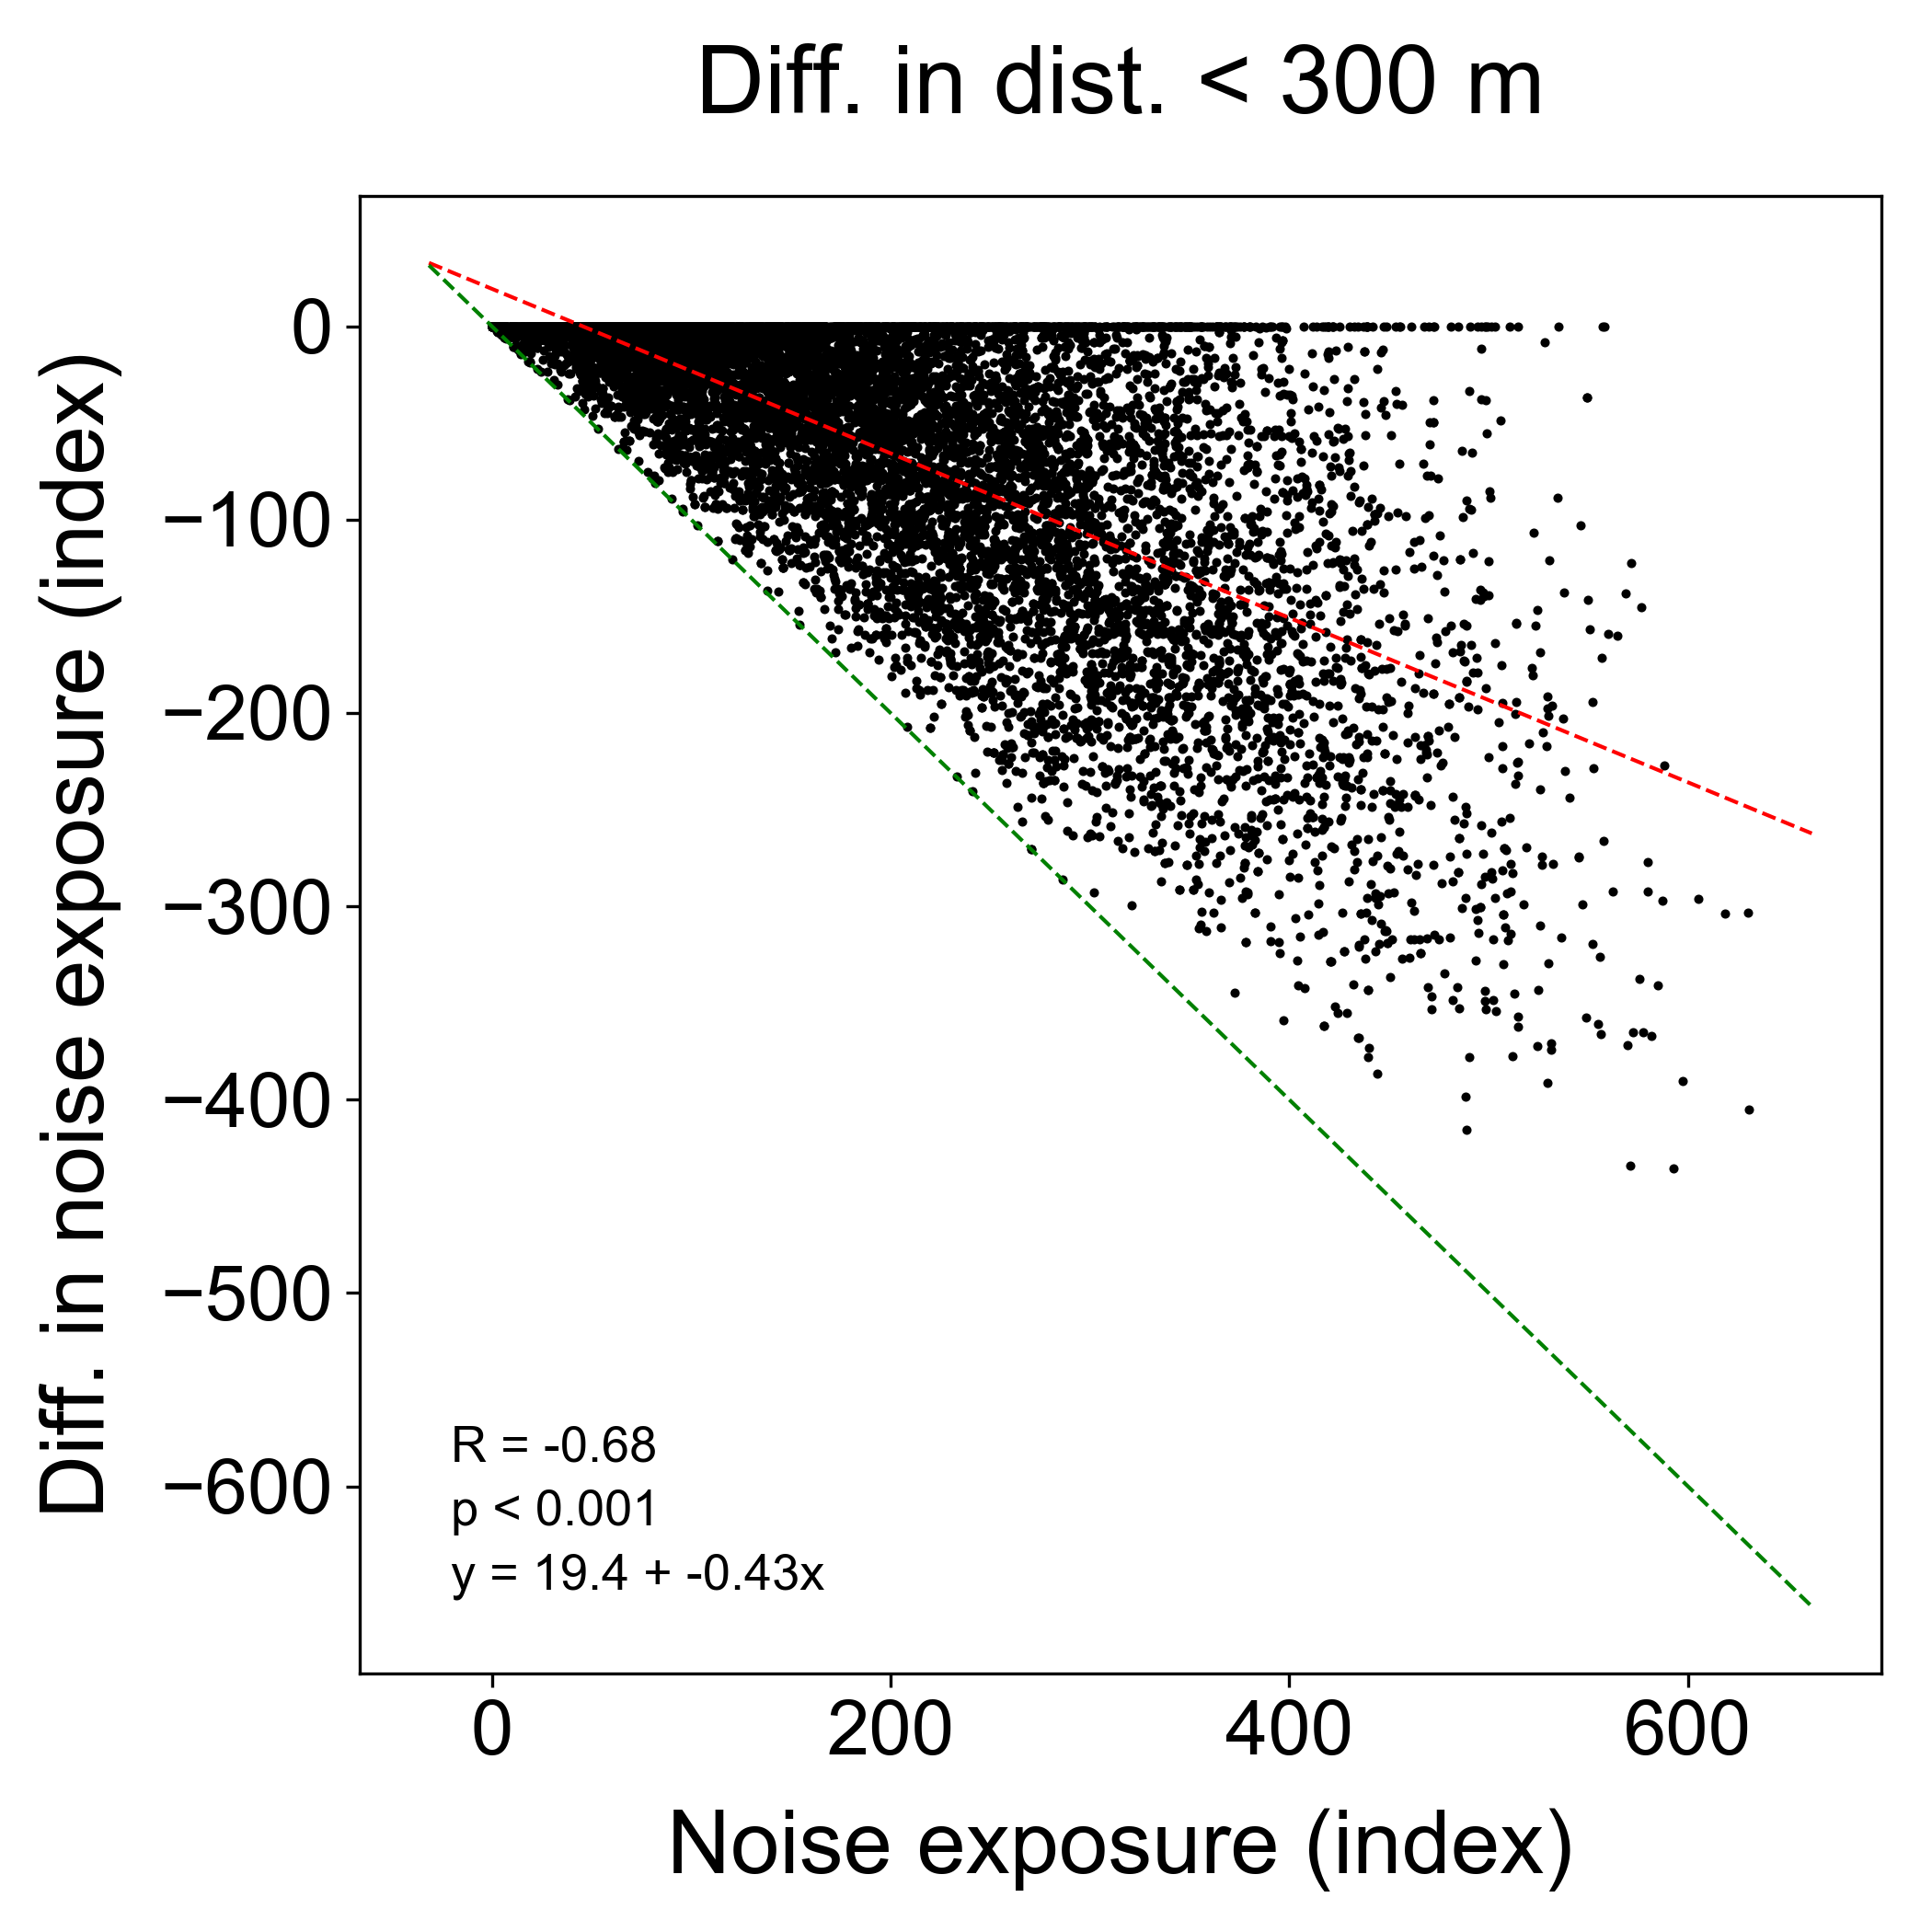 Diff. in dist. < 300 m
Diff. in noise exposure (index)
0
−100
−200
−300
−400
−500
−600
R = -0.68
p < 0.001
y = 19.4 + -0.43x
0 200 400 600
Noise exposure (index)